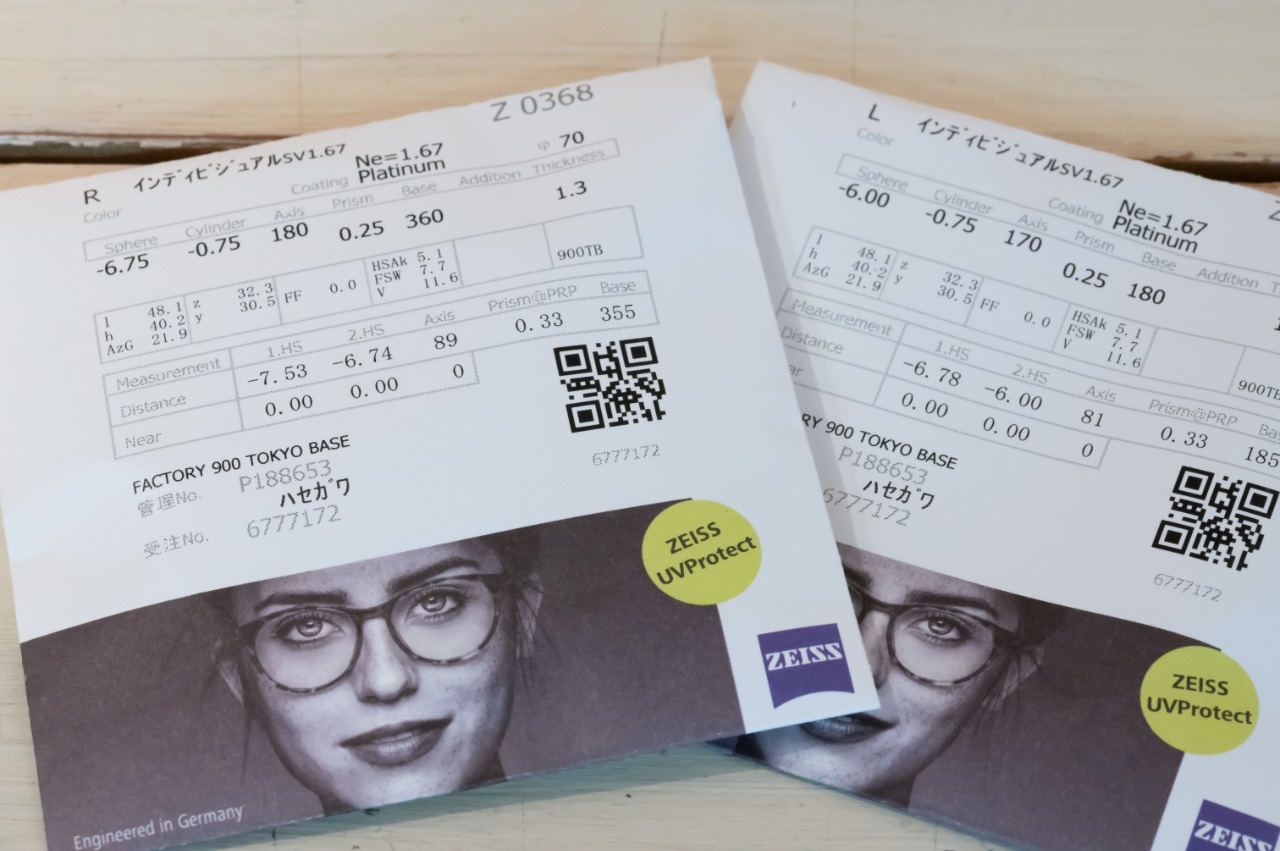 Z 0368
R インディビジュアルSV1.67 Ne=1.67 φ 70
Color Coating Platinum
Sphere Cylinder Axis Prism Base Addition Thickness
-6.75 -0.75 180 0.25 360 1.3
l 48.1 z 32.3 FF 0.0 HSAk 5.1 900TB
h 40.2 y 30.5 FSW 7.7
AzG 21.9 V 11.6
Measurement 1.HS 2.HS Axis Prism@PRP Base
Distance -7.53 -6.74 89 0.33 355
Near 0.00 0.00 0
FACTORY 900 TOKYO BASE
管理No. P188653
ハセガワ
受注No. 6777172
6777172
ZEISS
UVProtect
ZEISS
Engineered in Germany
L インディビジュアルSV1.67 Ne=1.67
Color Coating Platinum
Sphere Cylinder Axis Prism Base Addition
-6.00 -0.75 170 0.25 180
l 48.1 z 32.3 FF 0.0 HSAk 5.1 900TB
h 40.2 y 30.5 FSW 7.7
AzG 21.9 V 11.6
Measurement 1.HS 2.HS Axis Prism@PRP
Distance -6.78 -6.00 81 0.33 185
ar 0.00 0.00 0
RY 900 TOKYO BASE
P188653
ハセガワ
6777172
6777172
ZEISS
UVProtect
ZEISS